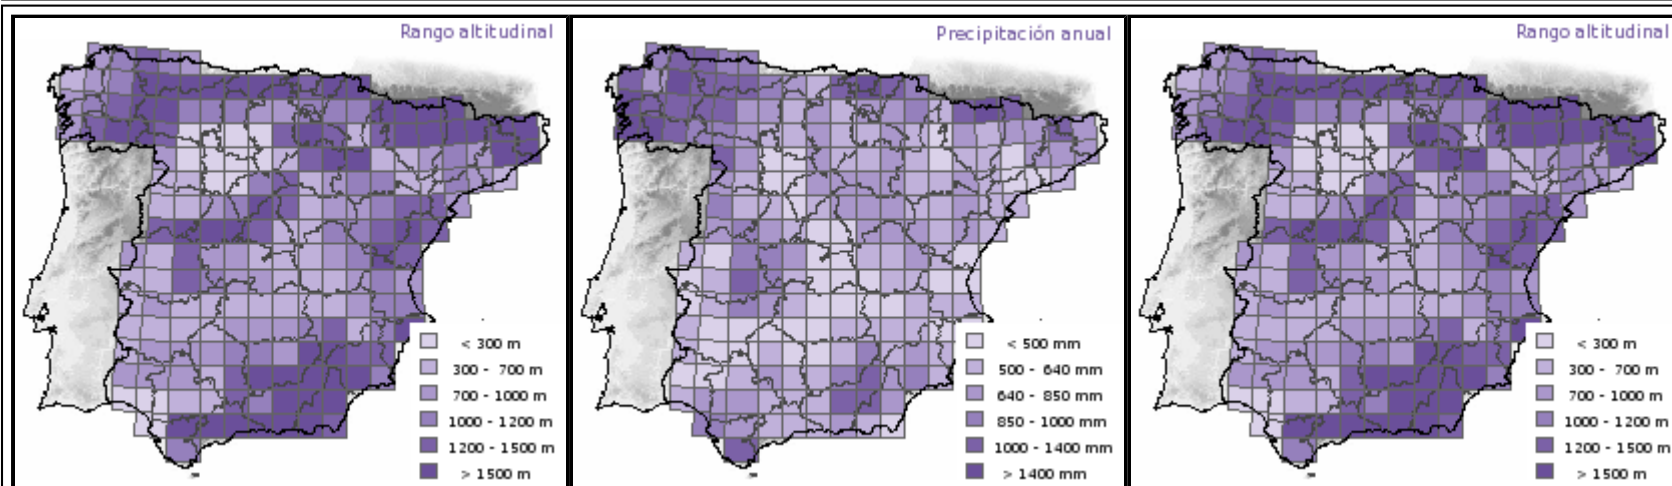 Rango altitudinal
< 300 m
300 - 700 m
700 - 1000 m
1000 - 1200 m
1200 - 1500 m
> 1500 m
Precipitación anual
< 500 mm
500 - 640 mm
640 - 850 mm
850 - 1000 mm
1000 - 1400 mm
> 1400 mm
Rango altitudinal
< 300 m
300 - 700 m
700 - 1000 m
1000 - 1200 m
1200 - 1500 m
> 1500 m